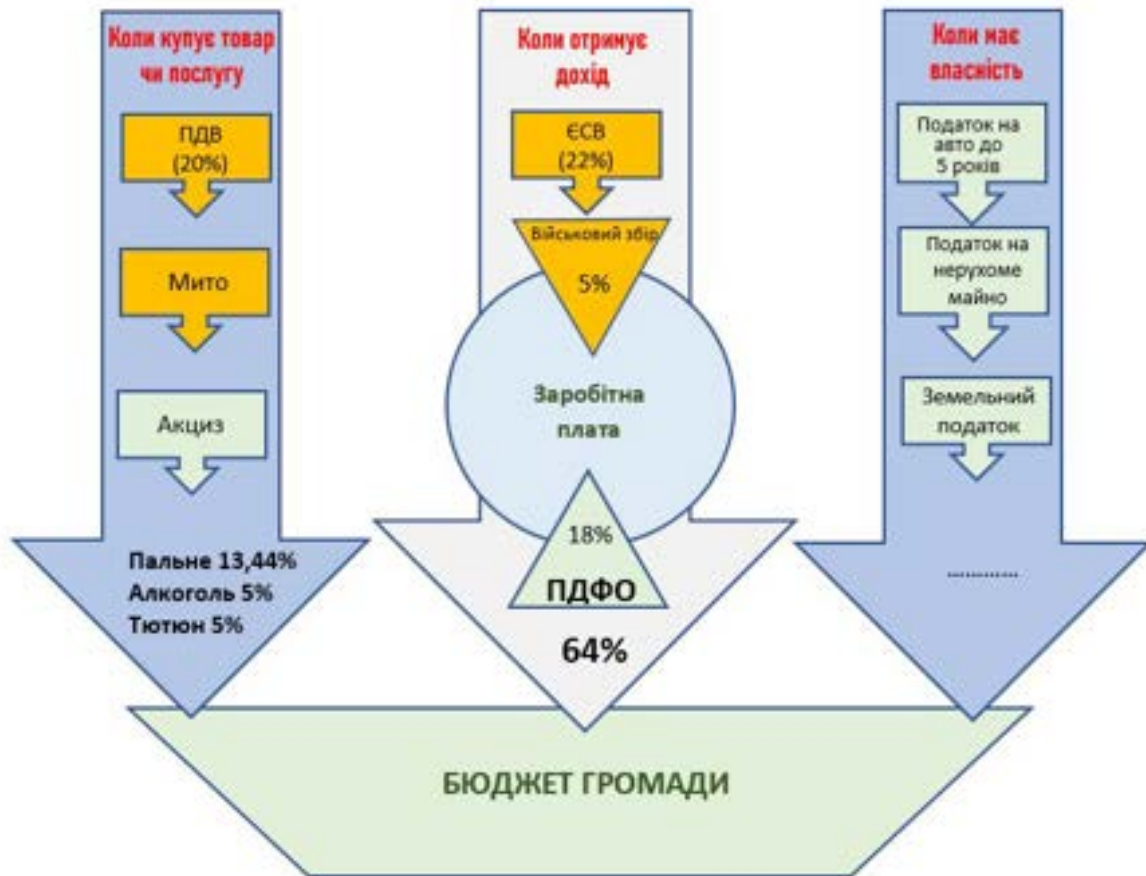 Коли купує товар
чи послугу
ПДВ
(20%)
Мито
Акциз
Пальне 13,44%
Алкоголь 5%
Тютюн 5%
Коли отримує
дохід
ЄСВ
(22%)
Військовий збір
5%
Заробітна
плата
18%
ПДФО
64%
Коли має
власність
Податок на
авто до
5 років
Податок на
нерухоме
майно
Земельний
податок
............
БЮДЖЕТ ГРОМАДИ